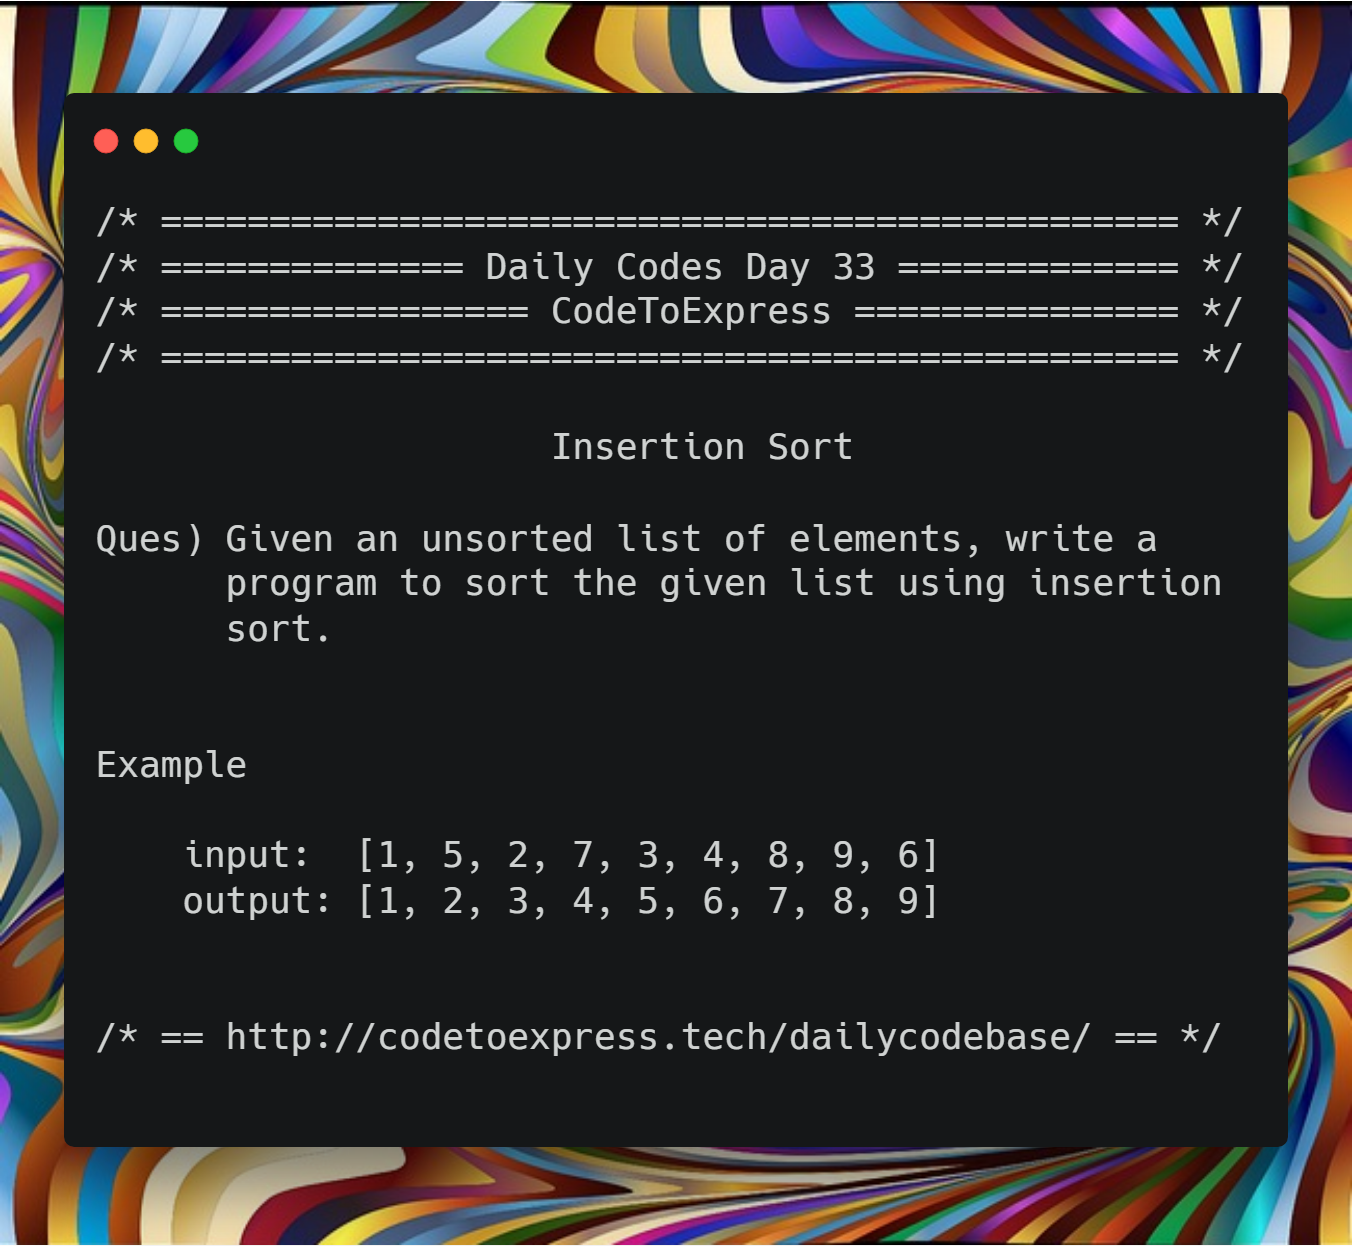 /* =============================================== */
/* ============== Daily Codes Day 33 ============= */
/* ================= CodeToExpress =============== */
/* =============================================== */
Insertion Sort
Ques) Given an unsorted list of elements, write a
program to sort the given list using insertion
sort.
Example
input:  [1, 5, 2, 7, 3, 4, 8, 9, 6]
output: [1, 2, 3, 4, 5, 6, 7, 8, 9]
/* == http://codetoexpress.tech/dailycodebase/ == */